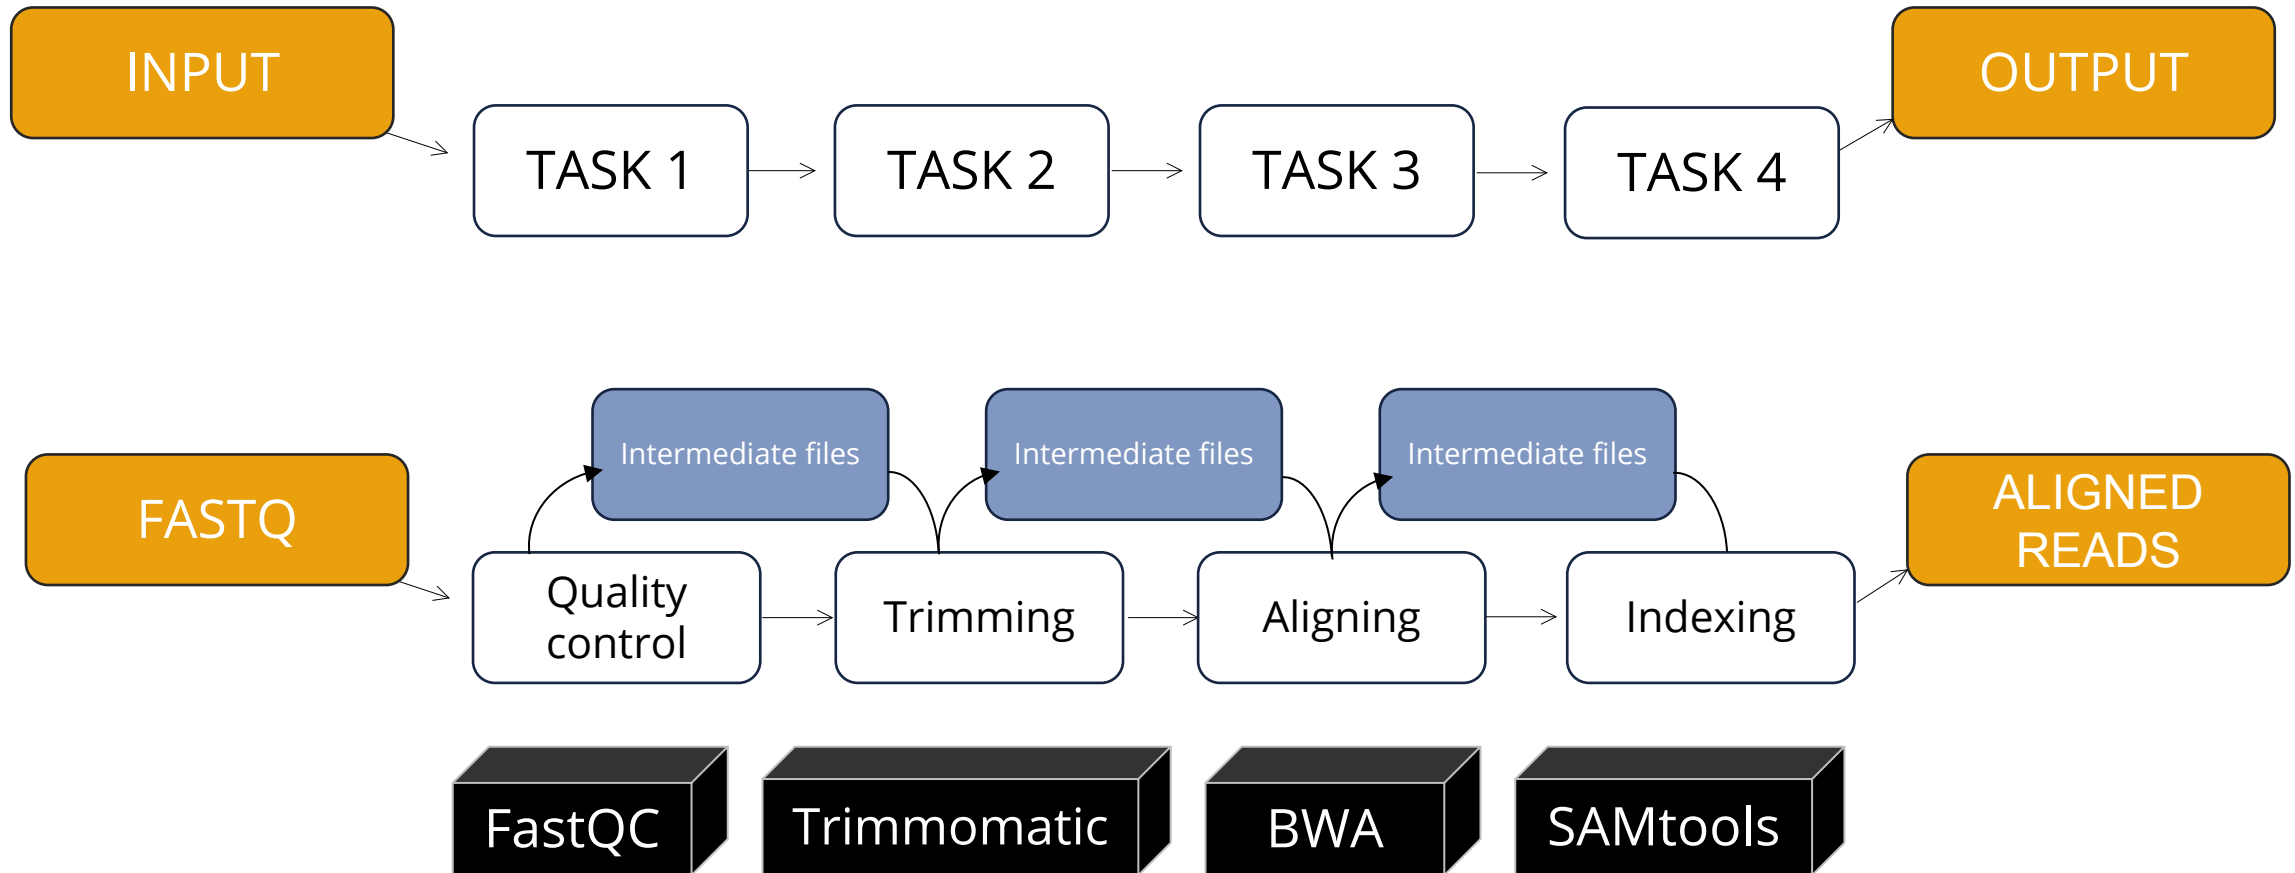 INPUT
OUTPUT
TASK 1
TASK 2
TASK 3
TASK 4
Intermediate files
Intermediate files
Intermediate files
FASTQ
ALIGNED
READS
Quality
control
Trimming
Aligning
Indexing
FastQC
Trimmomatic
BWA
SAMtools